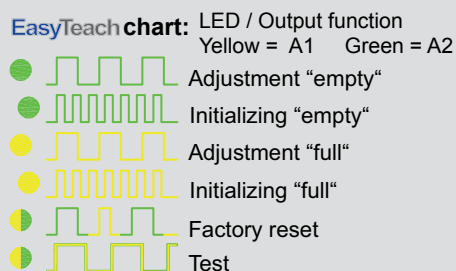 EasyTeach chart: LED / Output function
Yellow = A1 Green = A2
Adjustment “empty“
Initializing “empty“
Adjustment “full“
Initializing “full“
Factory reset
Test